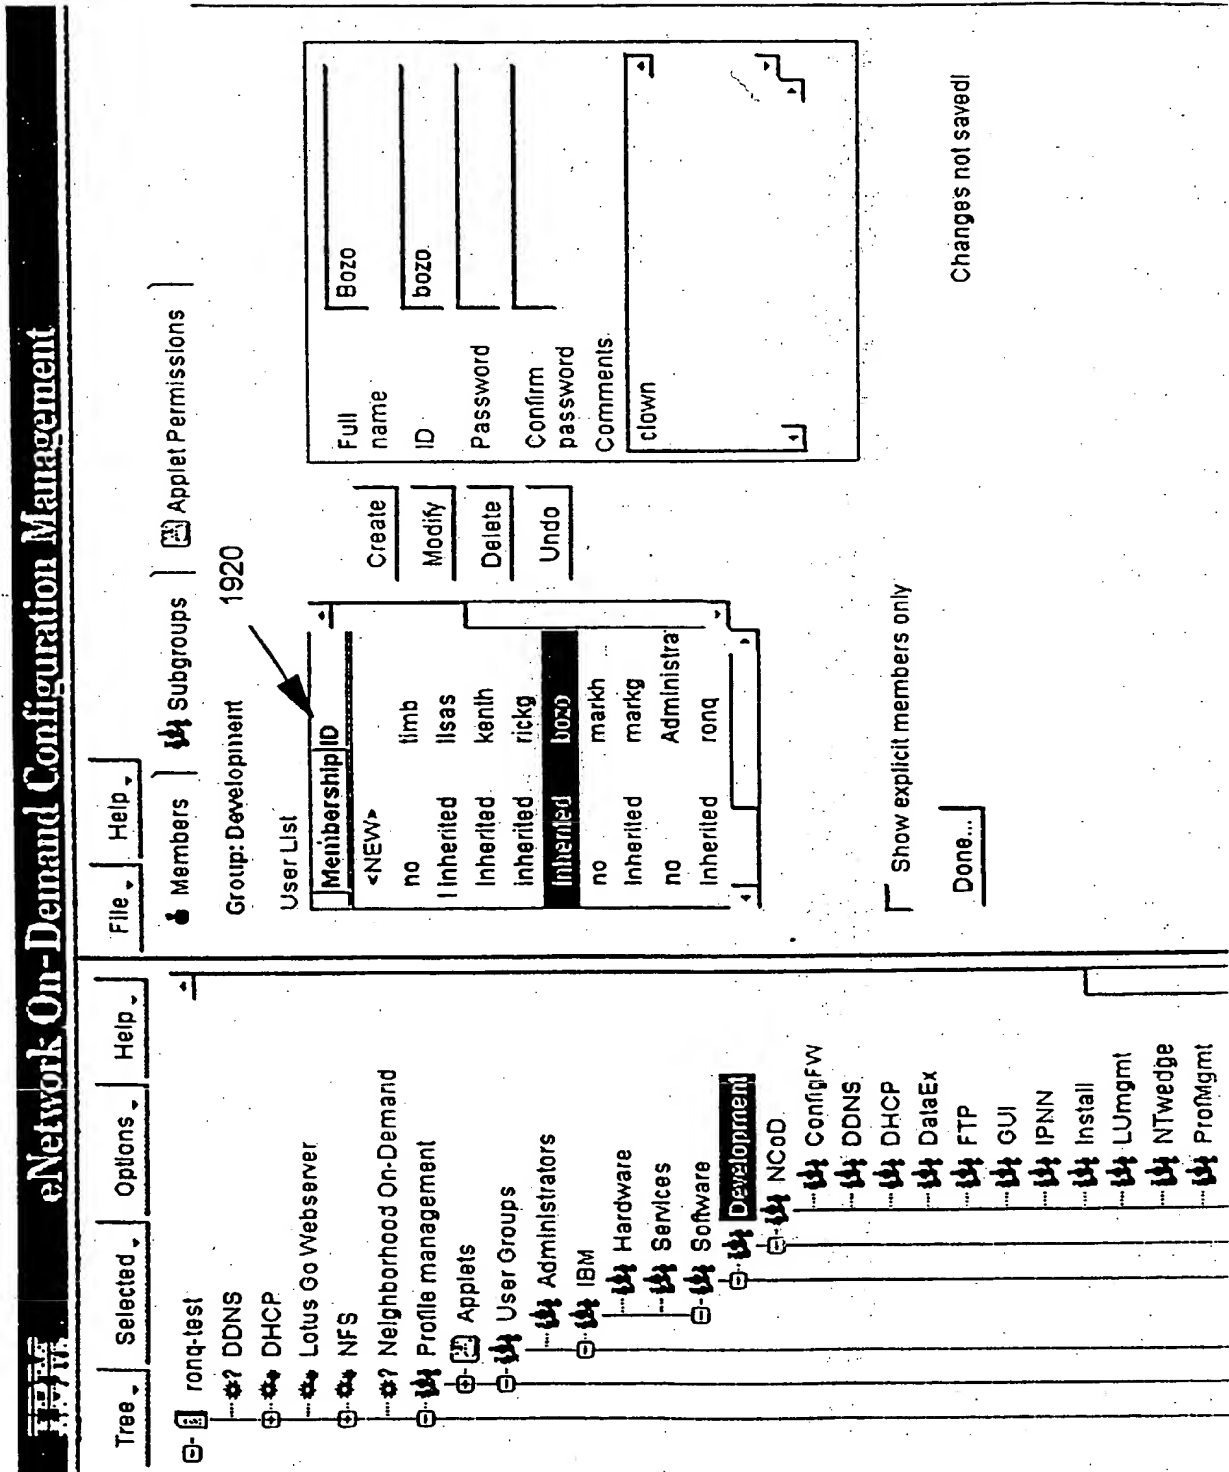 IBM eNetwork On-Demand Configuration Management
Tree Selected Options Help
ronq-test
? DDNS
DHCP
Lotus Go Webserver
NFS
? Neighborhood On-Demand
Profile management
Applets
User Groups
Administrators
IBM
Hardware
Services
Software
Development
NCoD
ConfigFW
DDNS
DHCP
DataEx
FTP
GUI
IPNN
Install
LUmgmt
NTwedge
ProfMgmt
File Help
Members Subgroups Applet Permissions
Group: Development
1920
User List
Membership ID
<NEW>
no timb
Inherited lisas
Inherited kenth
Inherited rickg
Inherited bozo
no markh
Inherited markg
no Administra
Inherited ronq
Create
Modify
Delete
Undo
Full name Bozo
ID bozo
Password
Confirm password
Comments
clown
Show explicit members only
Done...
Changes not saved!